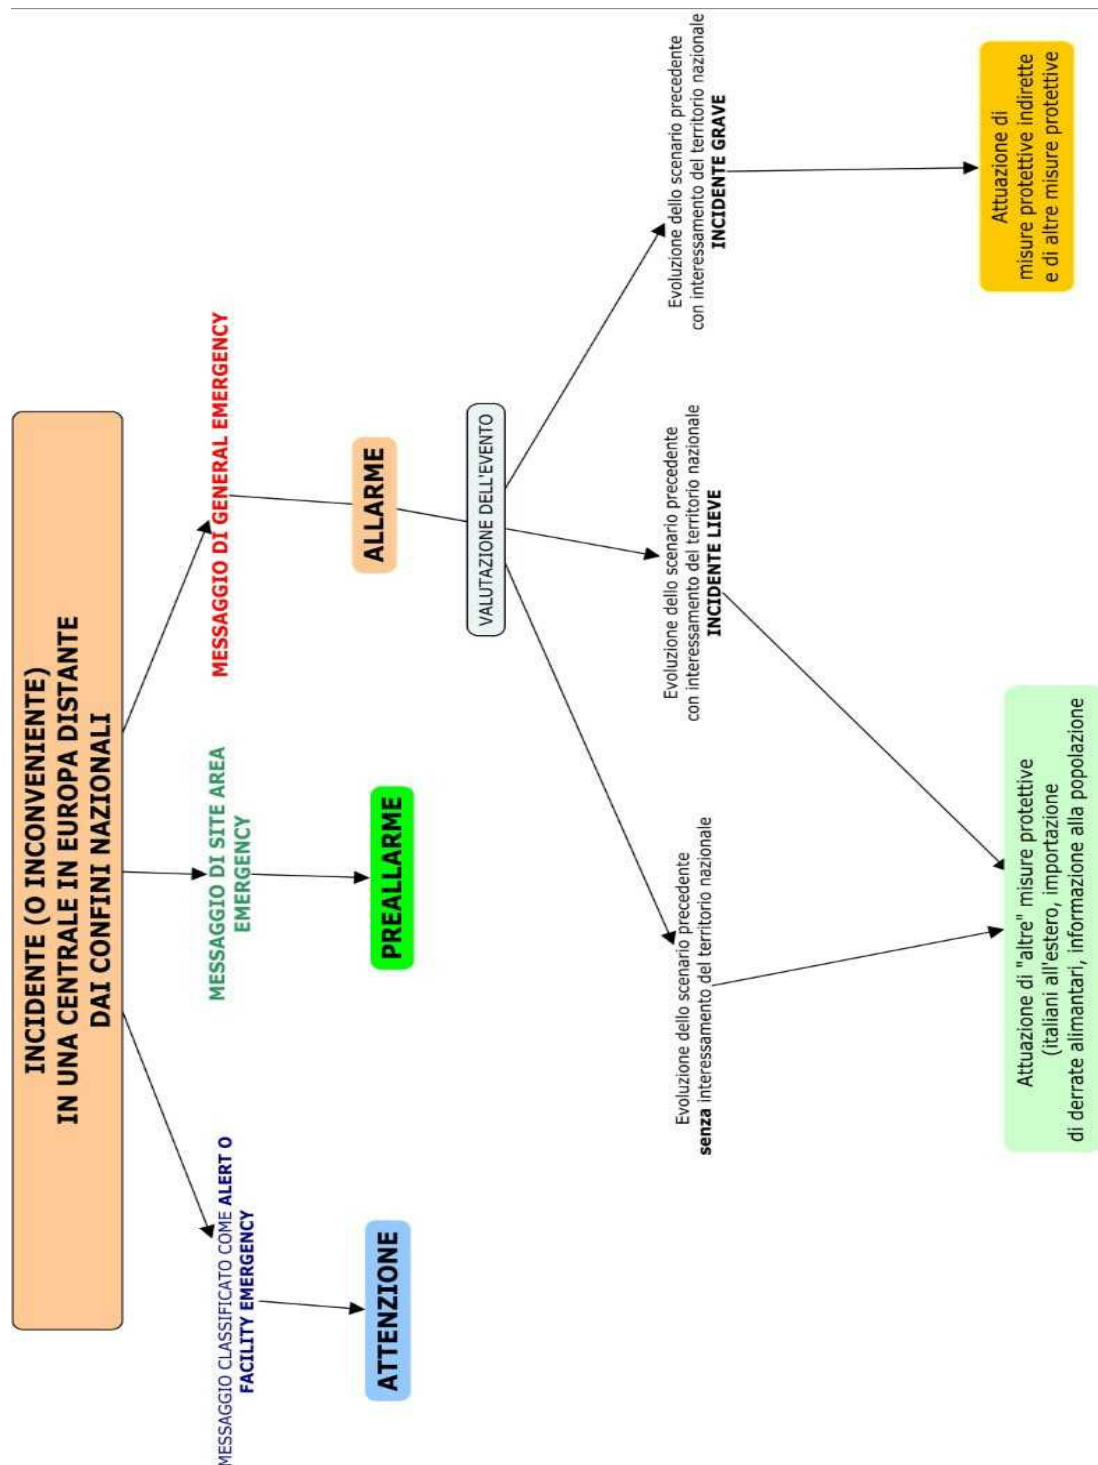 INCIDENTE (O INCONVENIENTE)
IN UNA CENTRALE IN EUROPA DISTANTE
DAI CONFINI NAZIONALI
MESSAGGIO CLASSIFICATO COME ALERT O
FACILITY EMERGENCY
MESSAGGIO DI SITE AREA
EMERGENCY
MESSAGGIO DI GENERAL EMERGENCY
ATTENZIONE
PREALLARME
ALLARME
VALUTAZIONE DELL'EVENTO
Evoluzione dello scenario precedente
senza interessamento del territorio nazionale
Evoluzione dello scenario precedente
con interessamento del territorio nazionale
INCIDENTE LIEVE
Evoluzione dello scenario precedente
con interessamento del territorio nazionale
INCIDENTE GRAVE
Attuazione di "altre" misure protettive
(italiani all'estero, importazione
di derrate alimantari, informazione alla popolazione
Attuazione di
misure protettive indirette
e di altre misure protettive